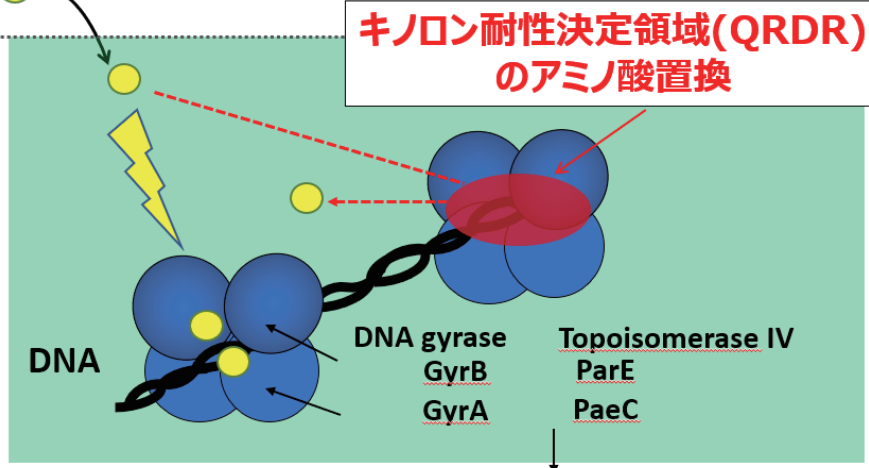 キノロン耐性決定領域(QRDR)
のアミノ酸置換
DNA gyrase Topoisomerase IV
GyrB ParE
DNA
GyrA PaeC